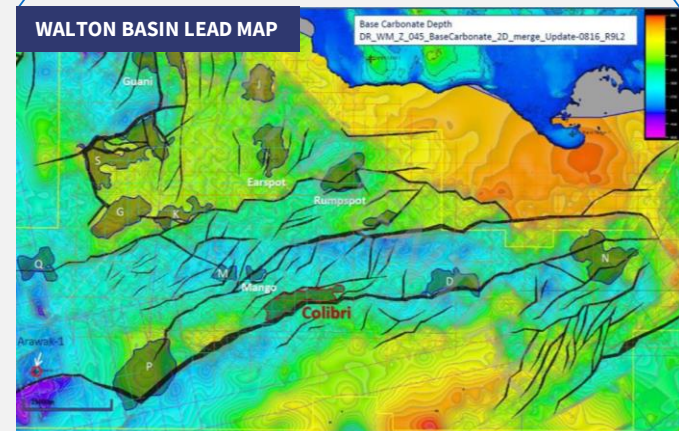 WALTON BASIN LEAD MAP
Base Carbonate Depth
DR_WM_Z_045_BaseCarbonate_2D_merge_Update-0816_R9L2
Guani
S
Earspot
Rumpspot
G
K
Q
M
Mango
D
N
Colibri
Arawak-1
P